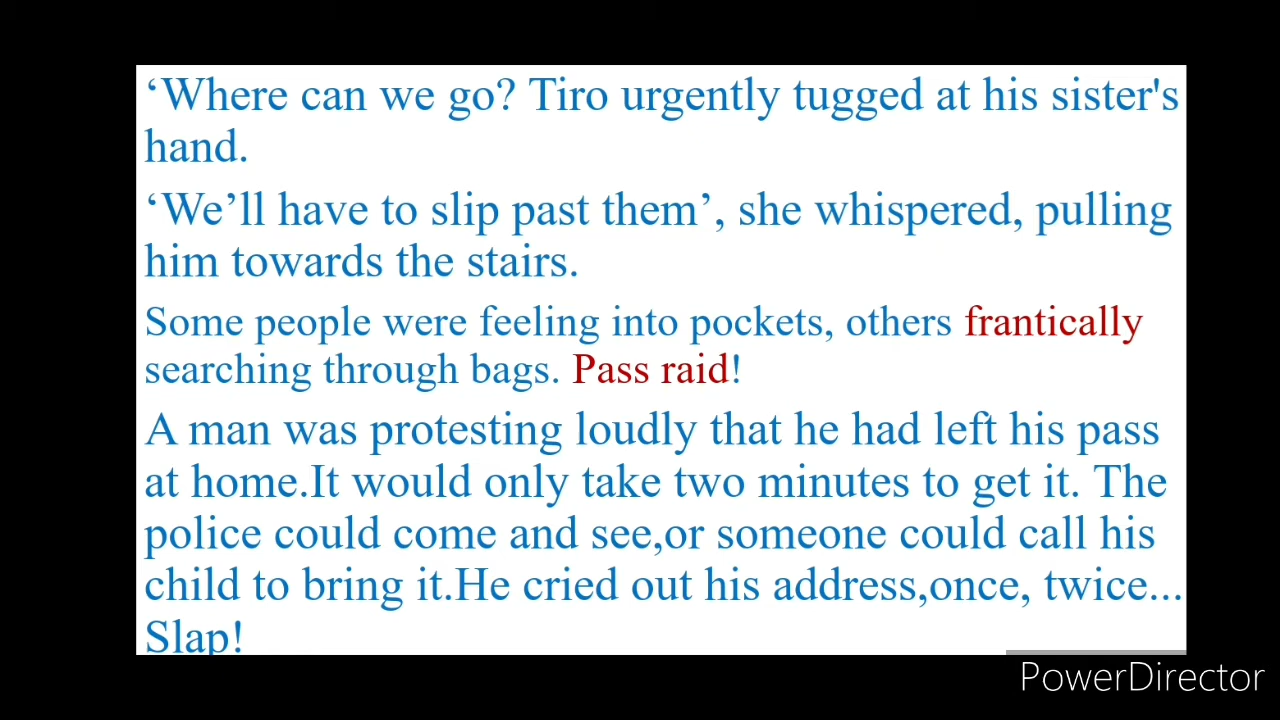 ‘Where can we go? Tiro urgently tugged at his sister's
hand.
‘We’ll have to slip past them’, she whispered, pulling
him towards the stairs.
Some people were feeling into pockets, others frantically
searching through bags. Pass raid!
A man was protesting loudly that he had left his pass
at home.It would only take two minutes to get it. The
police could come and see,or someone could call his
child to bring it.He cried out his address,once, twice...
Slap!
PowerDirector